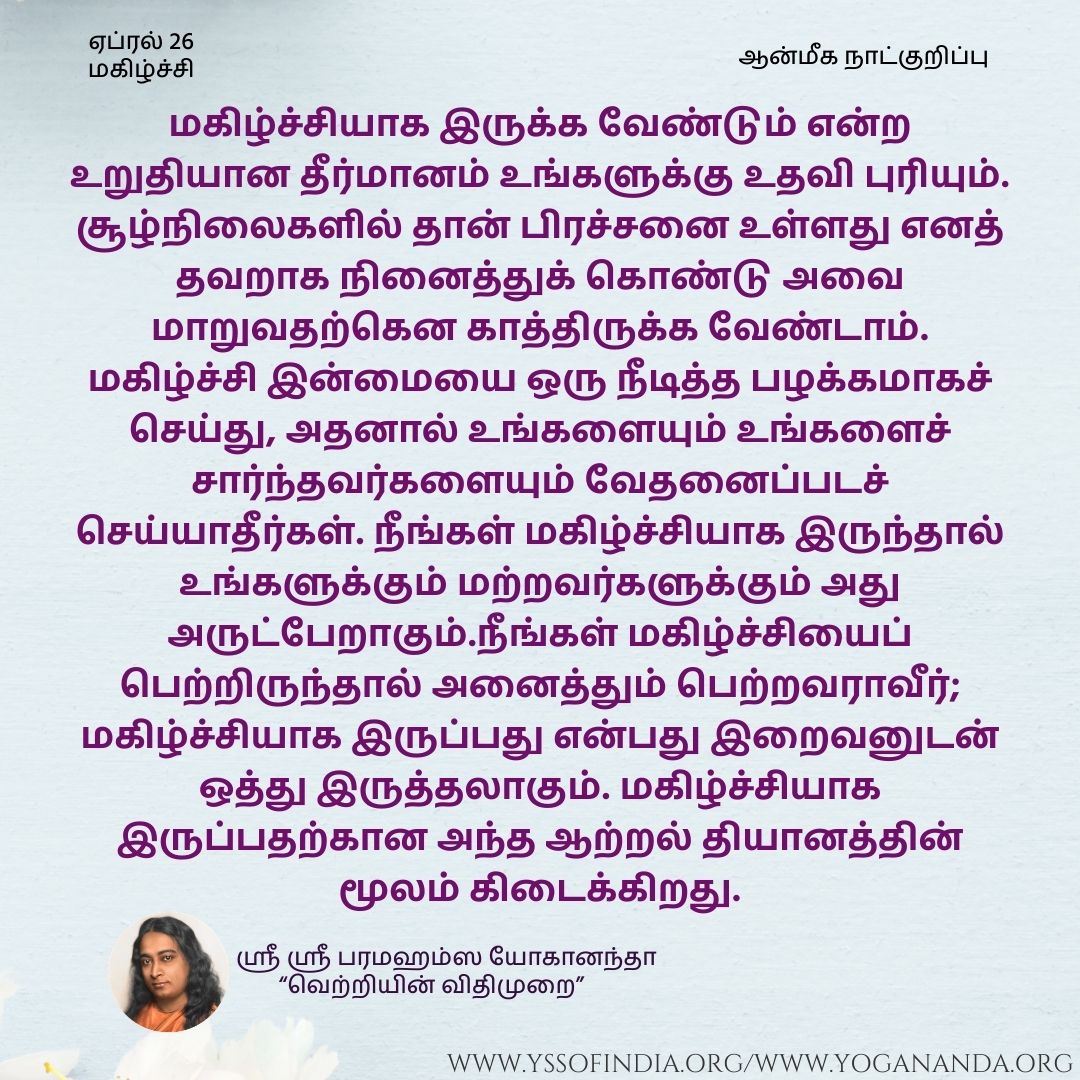 ஏப்ரல் 26
மகிழ்ச்சி
ஆன்மீக நாட்குறிப்பு
மகிழ்ச்சியாக இருக்க வேண்டும் என்ற
உறுதியான தீர்மானம் உங்களுக்கு உதவி புரியும்.
சூழ்நிலைகளில் தான் பிரச்சனை உள்ளது எனத்
தவறாக நினைத்துக் கொண்டு அவை
மாறுவதற்கென காத்திருக்க வேண்டாம்.
மகிழ்ச்சி இன்மையை ஒரு நீடித்த பழக்கமாகச்
செய்து, அதனால் உங்களையும் உங்களைச்
சார்ந்தவர்களையும் வேதனைப்படச்
செய்யாதீர்கள். நீங்கள் மகிழ்ச்சியாக இருந்தால்
உங்களுக்கும் மற்றவர்களுக்கும் அது
அருட்பேறாகும்.நீங்கள் மகிழ்ச்சியைப்
பெற்றிருந்தால் அனைத்தும் பெற்றவராவீர்;
மகிழ்ச்சியாக இருப்பது என்பது இறைவனுடன்
ஒத்து இருத்தலாகும். மகிழ்ச்சியாக
இருப்பதற்கான அந்த ஆற்றல் தியானத்தின்
மூலம் கிடைக்கிறது.
ஸ்ரீ ஸ்ரீ பரமஹம்ஸ யோகானந்தா
“வெற்றியின் விதிமுறை”
WWW.YSSOFINDIA.ORG/WWW.YOGANANDA.ORG